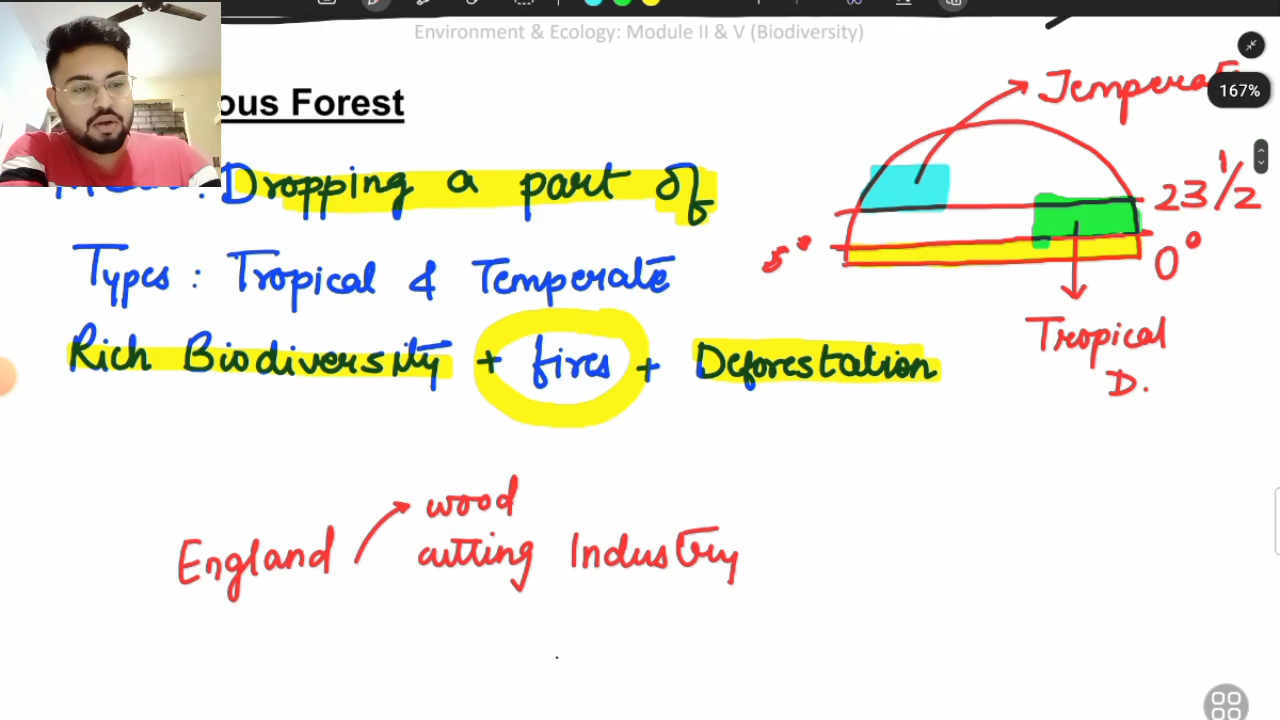 Environment & Ecology: Module II & V (Biodiversity)
ous Forest
167%
: Dropping a part of
Types : Tropical & Temperate
Rich Biodiversity + fires + Deforestation
England wood
cutting Industry
23 1/2
5°
0°
Tropical
D.